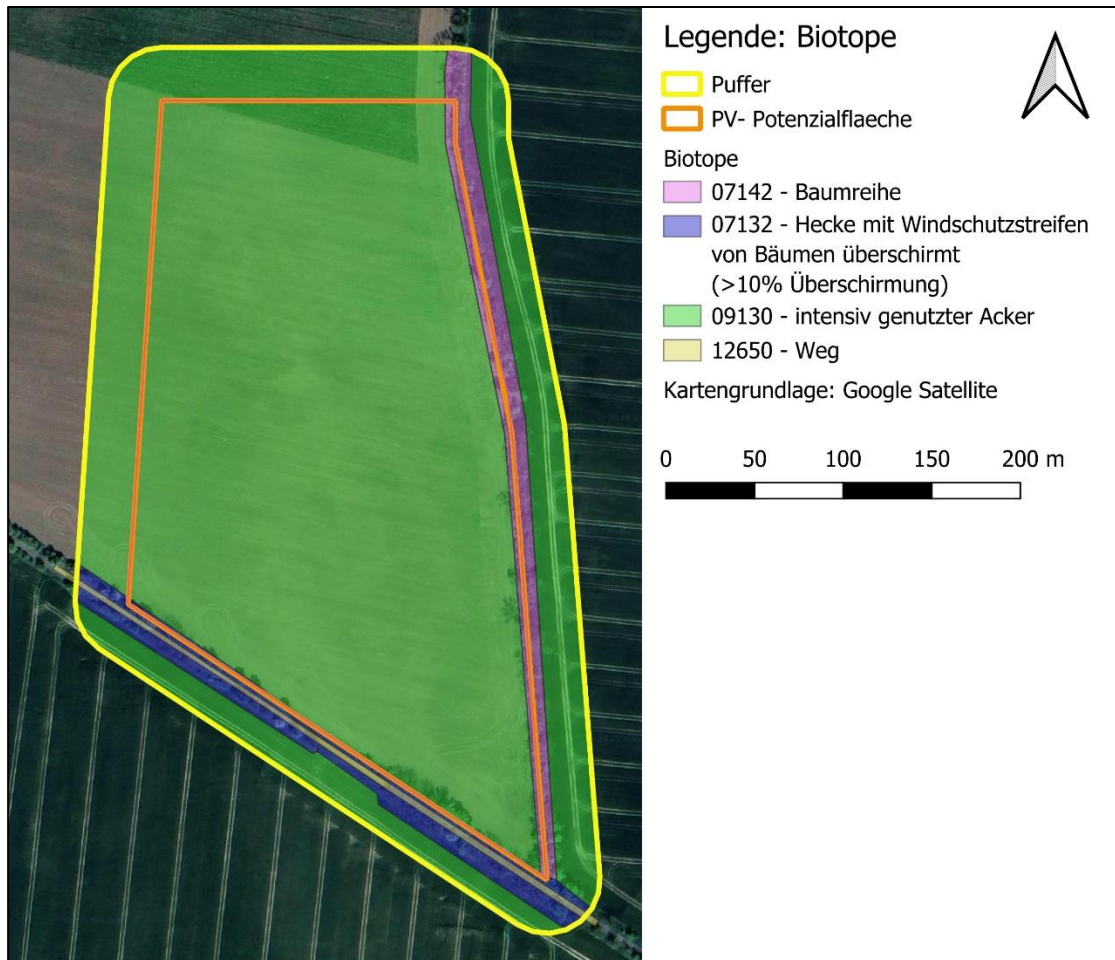 Legende: Biotope
Puffer
PV- Potenzialflaeche
Biotope
07142 - Baumreihe
07132 - Hecke mit Windschutzstreifen
von Bäumen überschirmt
(>10% Überschirmung)
09130 - intensiv genutzter Acker
12650 - Weg
Kartengrundlage: Google Satellite
0 50 100 150 200 m